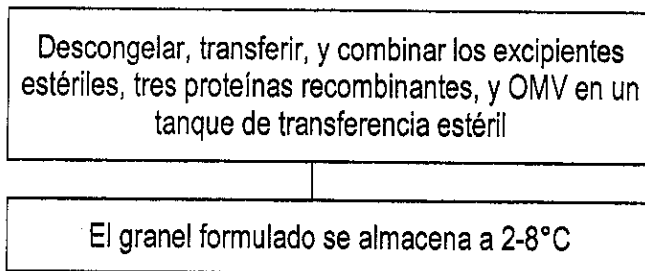 Descongelar, transferir, y combinar los excipientes
estériles, tres proteínas recombinantes, y OMV en un
tanque de transferencia estéril
El granel formulado se almacena a 2-8°C